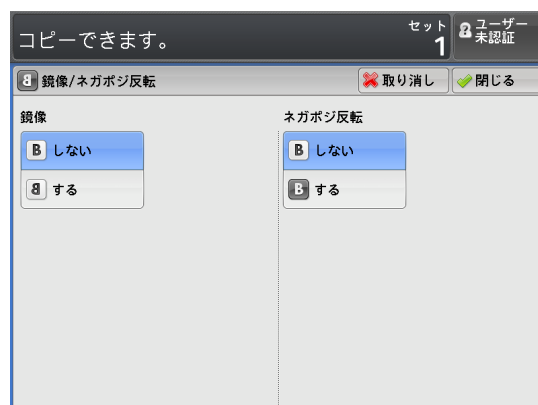 コピーできます。
セット
1
ユーザー
未認証
鏡像/ネガポジ反転
取り消し
閉じる
鏡像
B しない
B する
ネガポジ反転
B しない
B する